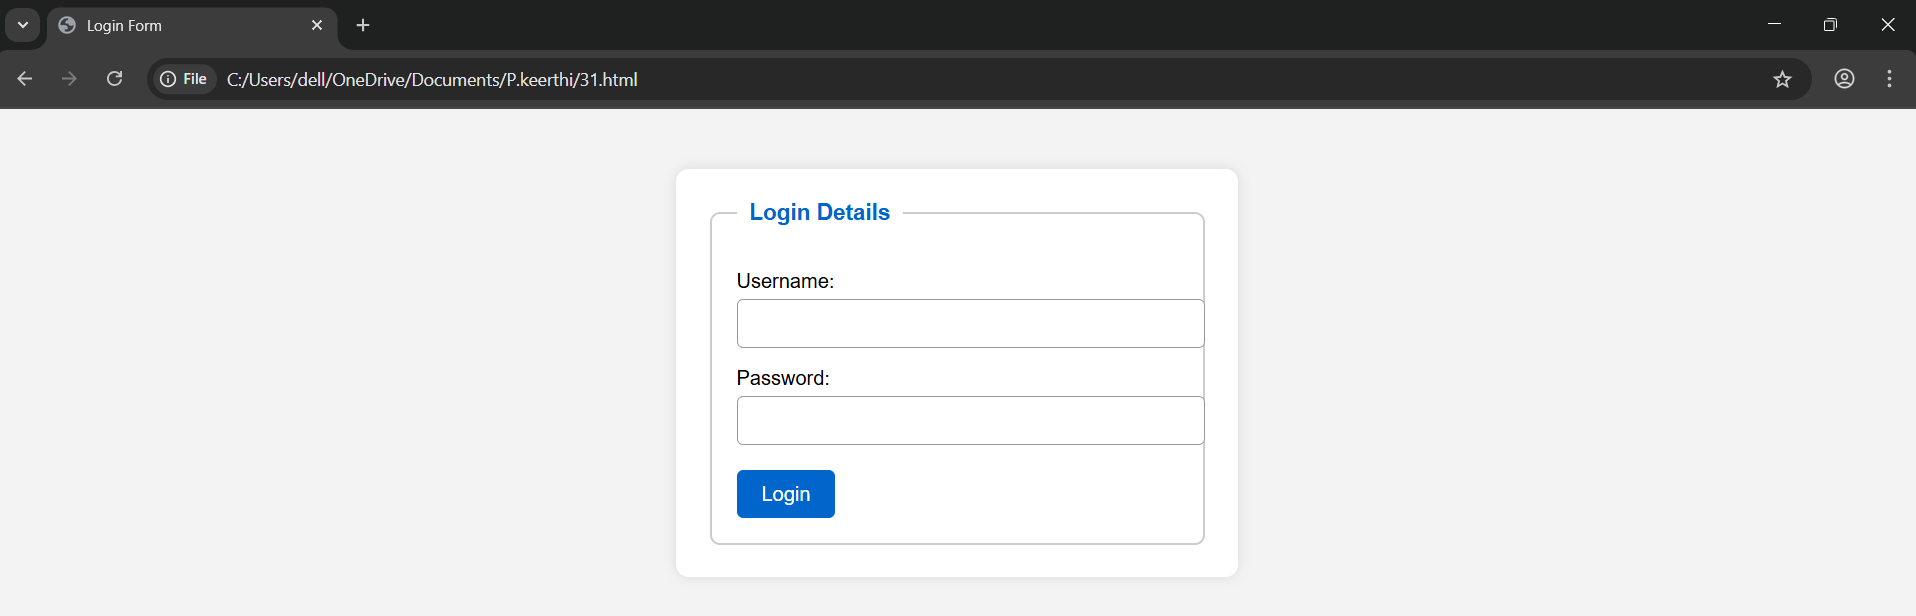 Login Form
File
C:/Users/dell/OneDrive/Documents/P.keerthi/31.html
Login Details
Username:
Password:
Login